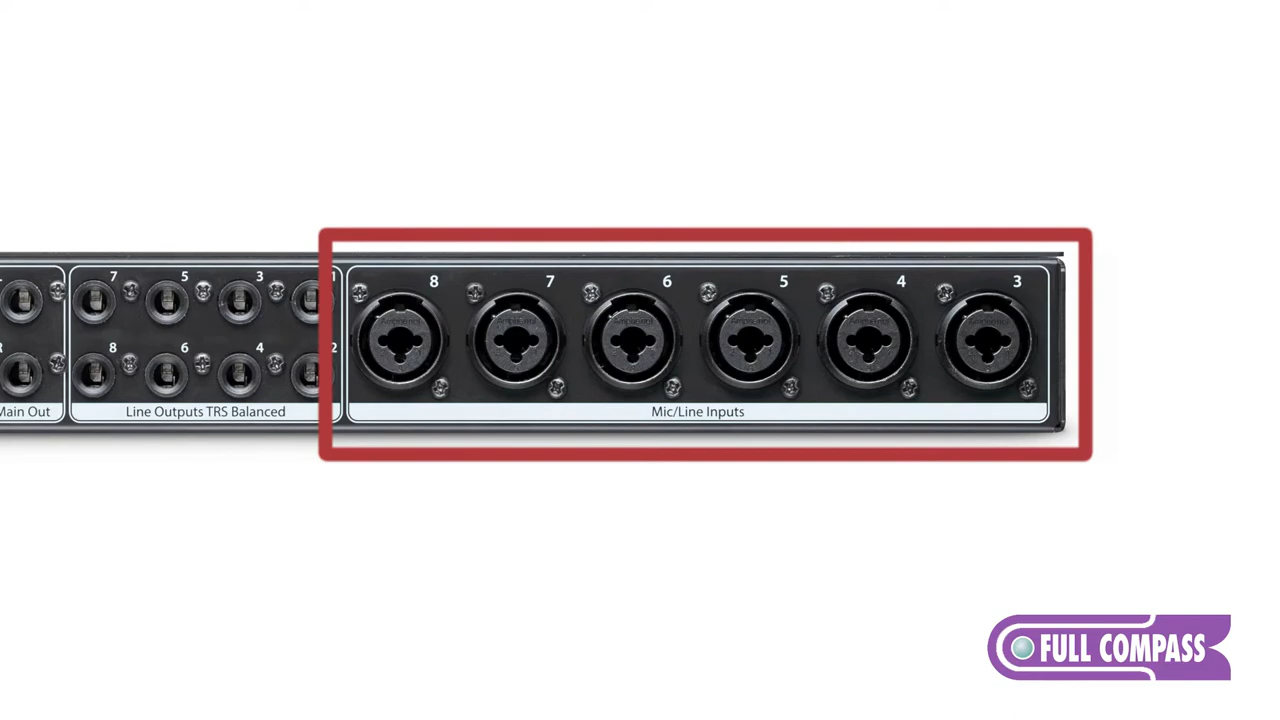 7 5 3 1 8 7 6 5 4 3
R 8 6 4 2
Main Out Line Outputs TRS Balanced Mic/Line Inputs
FULL COMPASS